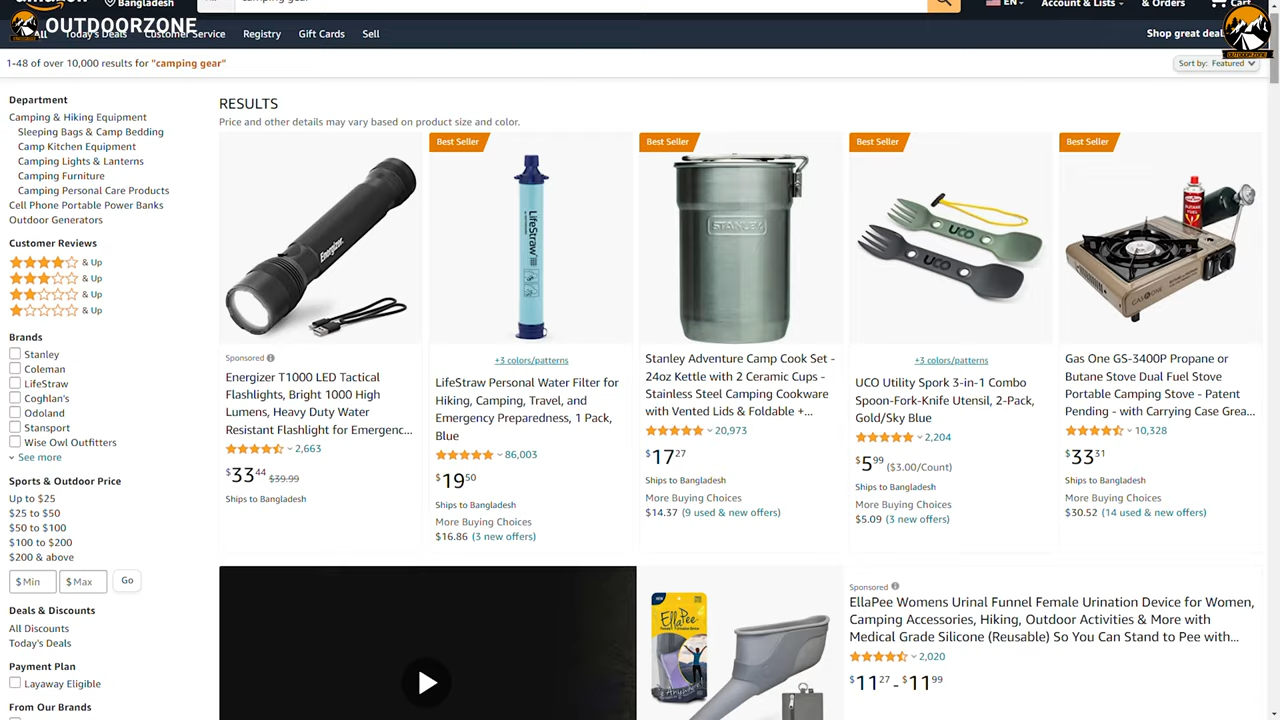 Bangladesh
camping gear
EN
Account & Lists
& Orders
Cart
OUTDOORZONE
All
Today's Deals
Customer Service
Registry
Gift Cards
Sell
Shop great deals
OUTDOORZONE
1-48 of over 10,000 results for "camping gear"
Sort by: Featured
Department
Camping & Hiking Equipment
Sleeping Bags & Camp Bedding
Camp Kitchen Equipment
Camping Lights & Lanterns
Camping Furniture
Camping Personal Care Products
Cell Phone Portable Power Banks
Outdoor Generators
Customer Reviews
& Up
& Up
& Up
& Up
Brands
Stanley
Coleman
LifeStraw
Coghlan's
Odoland
Stansport
Wise Owl Outfitters
See more
Sports & Outdoor Price
Up to $25
$25 to $50
$50 to $100
$100 to $200
$200 & above
$ Min
$ Max
Go
Deals & Discounts
All Discounts
Today's Deals
Payment Plan
Layaway Eligible
From Our Brands
RESULTS
Price and other details may vary based on product size and color.
Energizer
Sponsored
Energizer T1000 LED Tactical
Flashlights, Bright 1000 High
Lumens, Heavy Duty Water
Resistant Flashlight for Emergenc...
2,663
$33 44 $39.99
Ships to Bangladesh
Best Seller
LifeStraw
+3 colors/patterns
LifeStraw Personal Water Filter for
Hiking, Camping, Travel, and
Emergency Preparedness, 1 Pack,
Blue
86,003
$19 50
Ships to Bangladesh
More Buying Choices
$16.86 (3 new offers)
Best Seller
STANLEY
Stanley Adventure Camp Cook Set -
24oz Kettle with 2 Ceramic Cups -
Stainless Steel Camping Cookware
with Vented Lids & Foldable +...
20,973
$17 27
Ships to Bangladesh
More Buying Choices
$14.37 (9 used & new offers)
Best Seller
UCO
UCO
+3 colors/patterns
UCO Utility Spork 3-in-1 Combo
Spoon-Fork-Knife Utensil, 2-Pack,
Gold/Sky Blue
2,204
$5 99 ($3.00/Count)
Ships to Bangladesh
More Buying Choices
$5.09 (3 new offers)
Best Seller
GAS ONE
Gas One GS-3400P Propane or
Butane Stove Dual Fuel Stove
Portable Camping Stove - Patent
Pending - with Carrying Case Grea...
10,328
$33 31
Ships to Bangladesh
More Buying Choices
$30.52 (14 used & new offers)
EllaPee
Sponsored
EllaPee Womens Urinal Funnel Female Urination Device for Women,
Camping Accessories, Hiking, Outdoor Activities & More with
Medical Grade Silicone (Reusable) So You Can Stand to Pee with...
2,020
$11 27 - $11 99